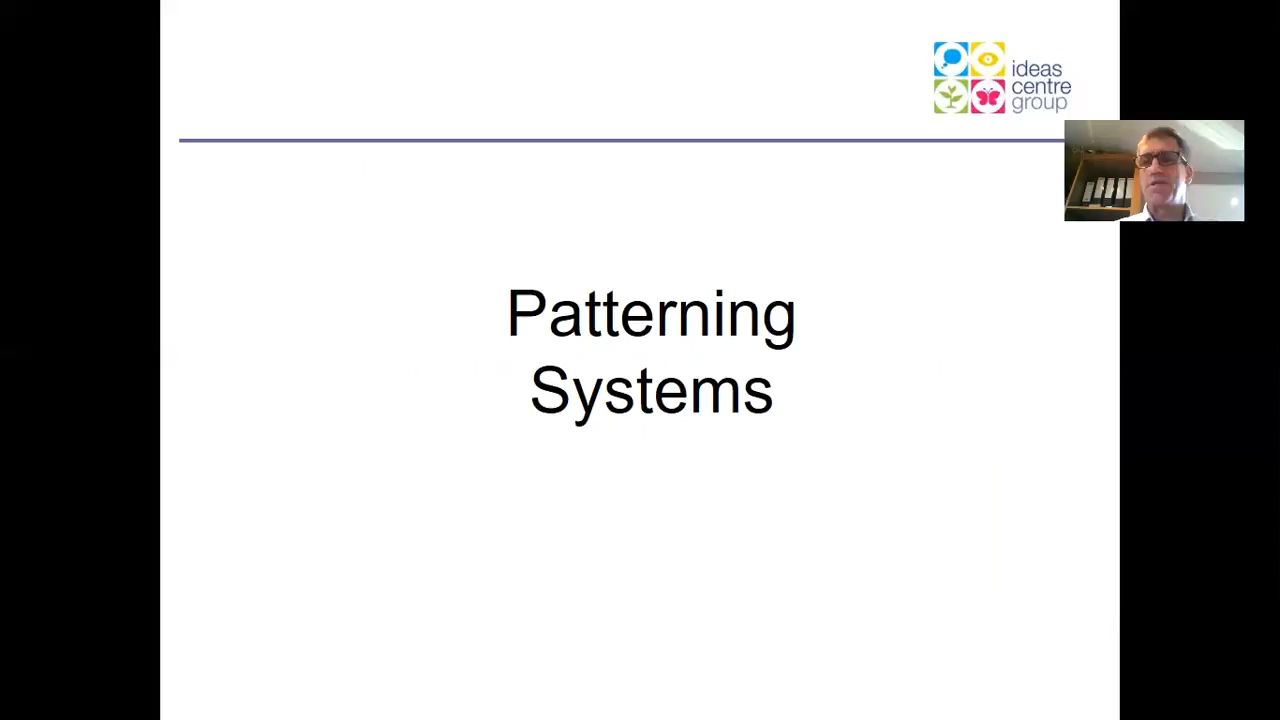 ideas
centre
group
Patterning
Systems